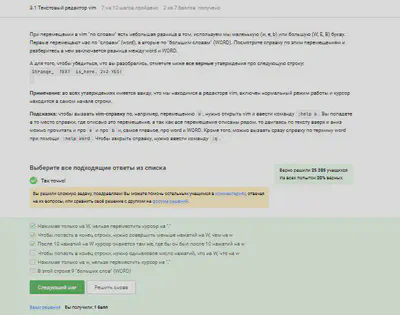 3.1 Текстовый редактор vim 7 из 12 шагов пройдено 2 из 7 баллов получено
При перемещении в vim "по словам" есть небольшая разница в том, используем мы маленькую (w, e, b) или большую (W, E, B) букву.
Первые перемещают нас по "словам" (word), а вторые по "большим словам" (WORD). Посмотрите справку по этим перемещениям и
разберитесь в чем заключается разница между word и WORD.
А для того, чтобы убедиться, что вы разобрались, отметьте ниже все верные утверждения про следующую строку:
Strange_ TEXT is_here. 2=2 YES!
Примечание: во всех утверждениях имеется ввиду, что мы находимся в редакторе vim, включен нормальный режим работы и курсор
находится в самом начале строки.
Подсказка: чтобы вызвать vim-справку по, например, перемещению w, нужно открыть vim и ввести команду :help w. Вы попадете
в то место справки, где описано это перемещение, а так как все перемещения описаны рядом, то двигаясь по тексту вверх и вниз
можно прочитать и про e и про b и, самое главное, про word и WORD. Кроме того, можно вызвать сразу справку по термину word
при помощи :help word. Чтобы закрыть справку, нужно ввести команду :q.
Выберите все подходящие ответы из списка
Верно решили 25 255 учащихся
Из всех попыток 20% верных
Так точно!
Вы решили сложную задачу, поздравляем! Вы можете помочь остальным учащимся в комментариях, отвечая
на их вопросы, или сравнить своё решение с другими на форуме решений.
Нажимая только на W, нельзя переместить курсор на "."
Чтобы попасть в конец строки, нужно совершить меньше нажатий на W, чем на w
После 10 нажатий на W курсор окажется там же, где бы он был после 10 нажатий на w
Чтобы попасть в конец строки, нужно одинаковое число нажатий, что на W, что на w
Нажимая только на w, нельзя переместить курсор на "."
В этой строке 9 "больших слов" (WORD)
Следующий шаг
Решить снова
Ваши решения Вы получили: 1 балл